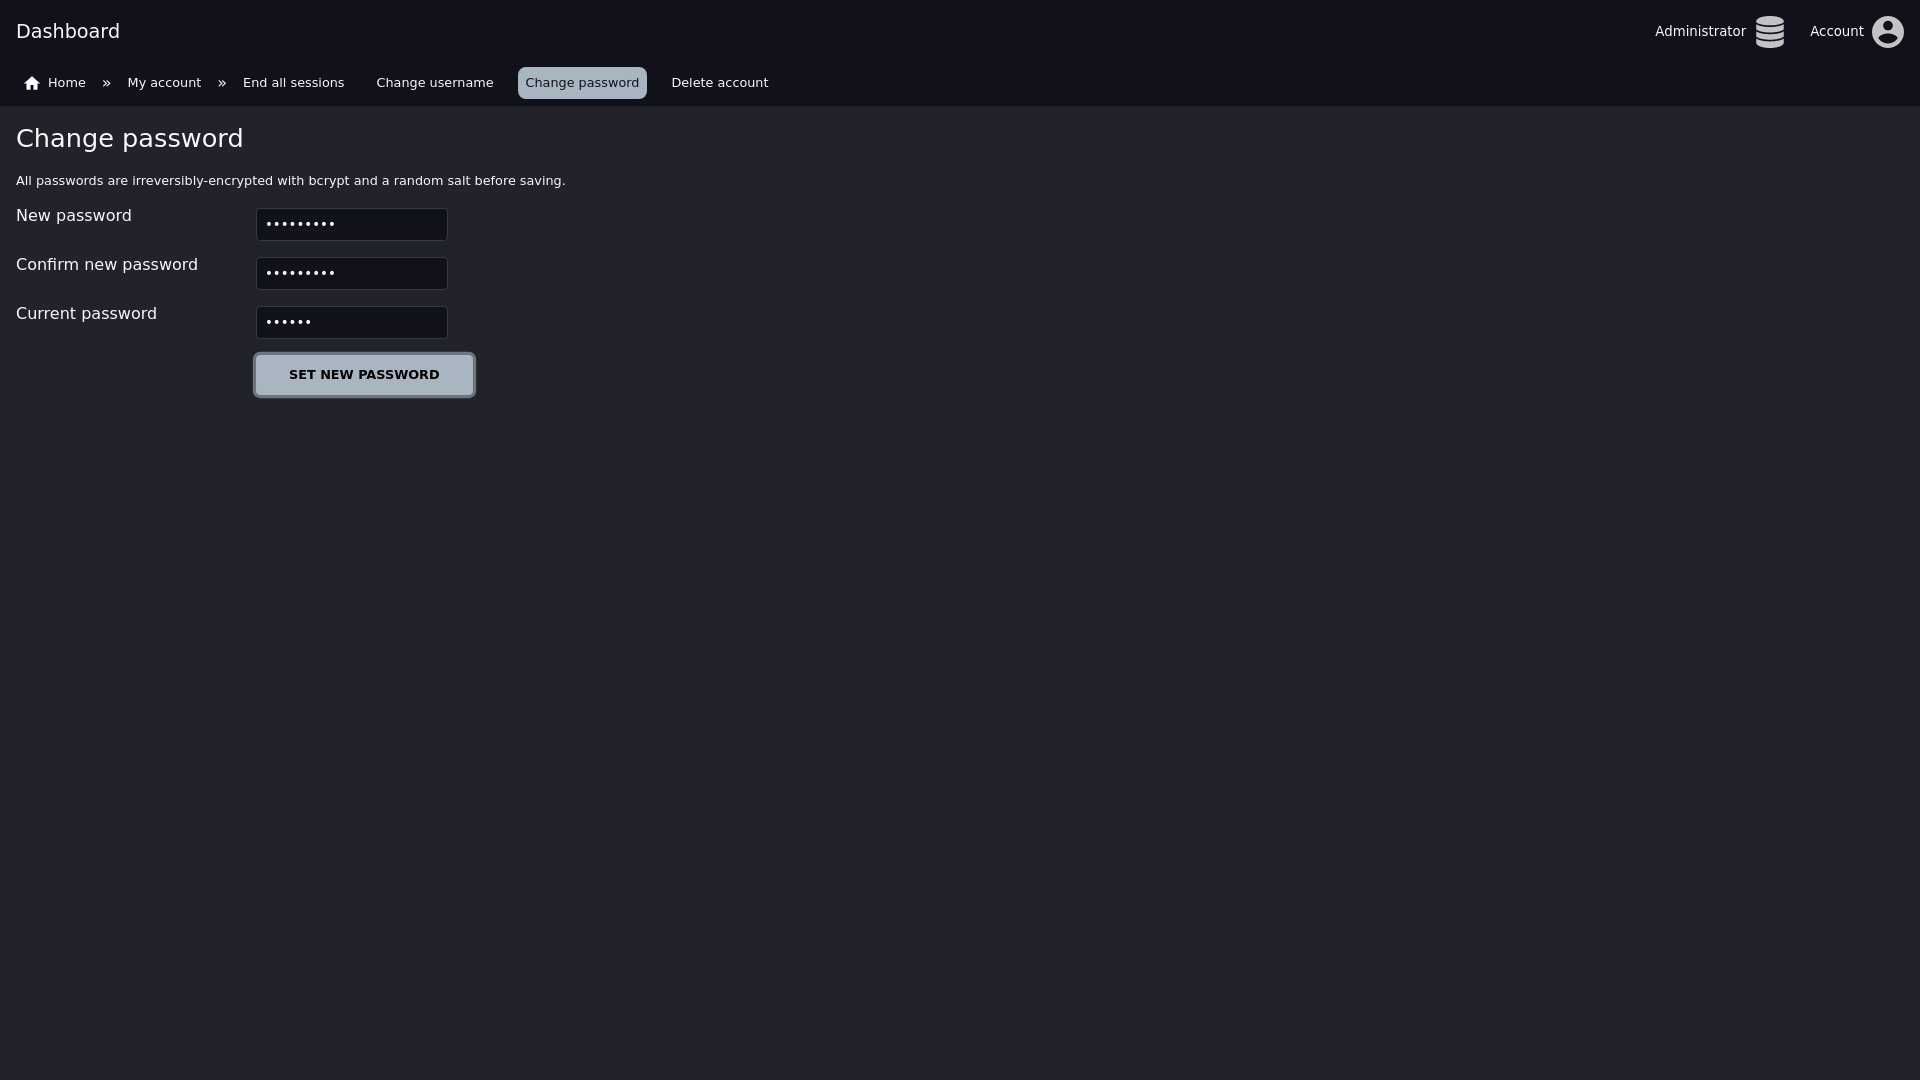 Dashboard
Administrator
Account
Home » My account » End all sessions Change username Change password Delete account
Change password
All passwords are irreversibly-encrypted with bcrypt and a random salt before saving.
New password •••••••••
Confirm new password •••••••••
Current password ••••••
SET NEW PASSWORD